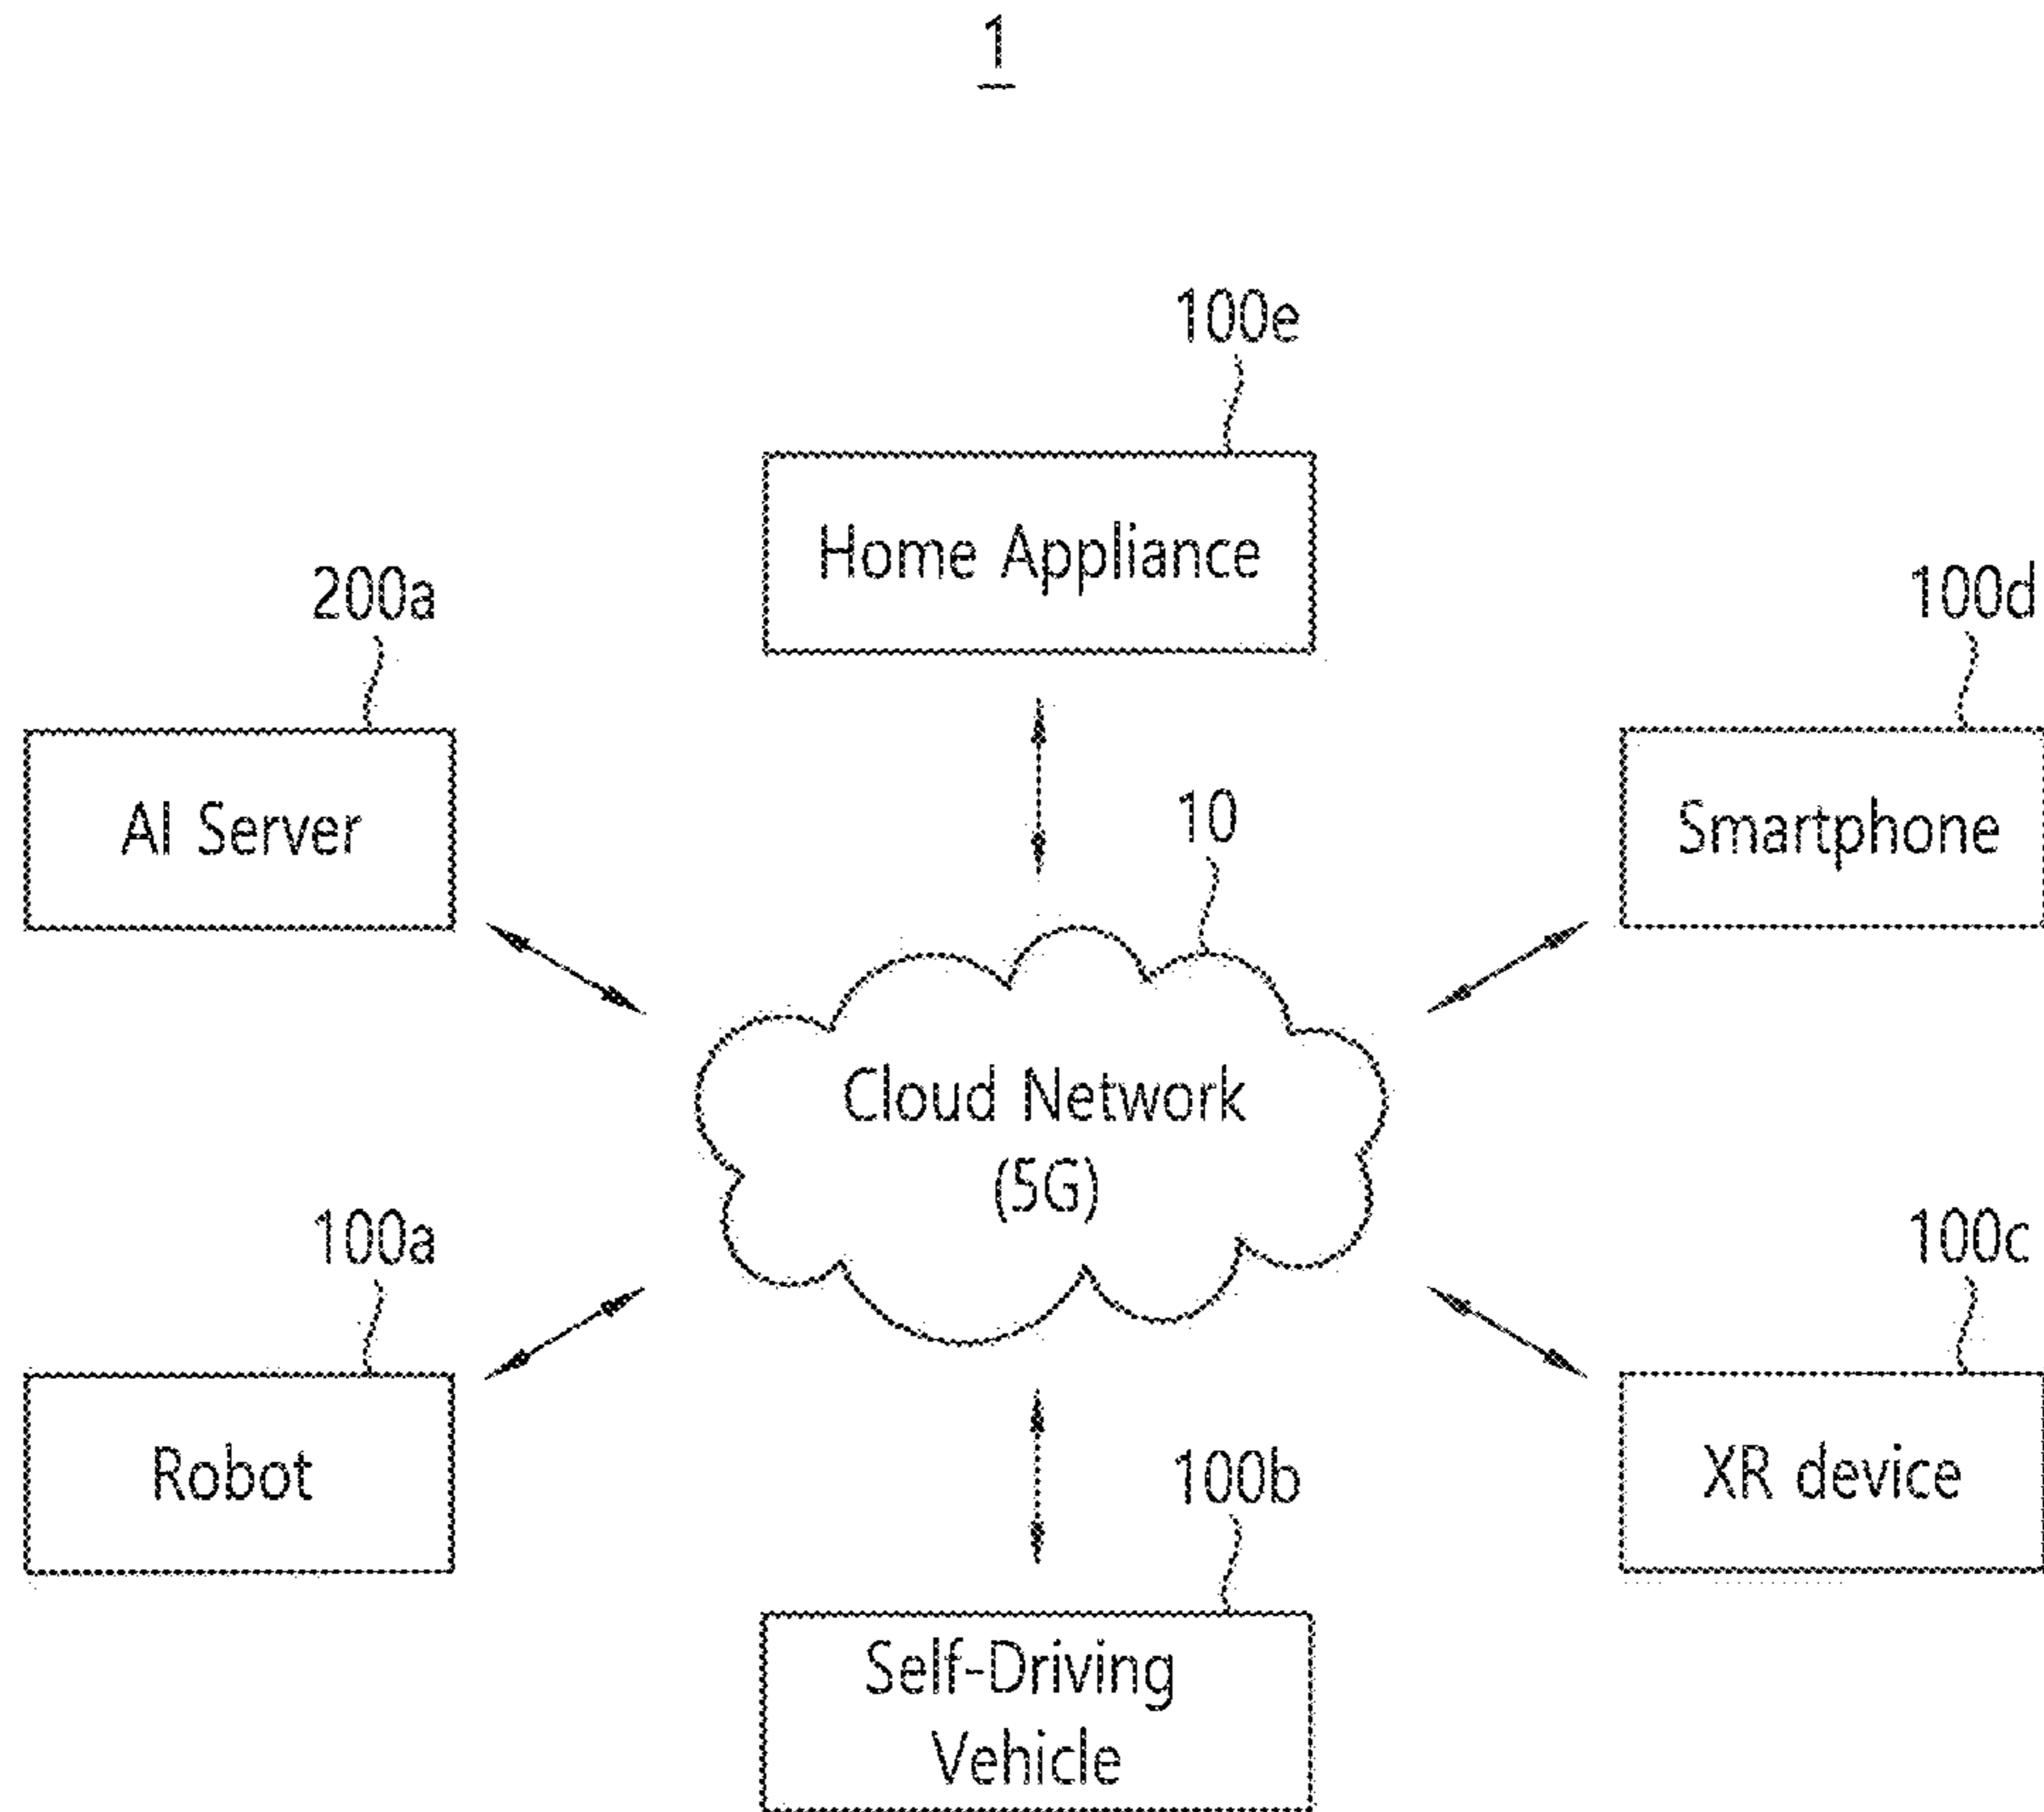 1
100e
Home Appliance
200a
AI Server
100d
Smartphone
10
Cloud Network
(5G)
100a
Robot
100c
XR device
100b
Self-Driving
Vehicle